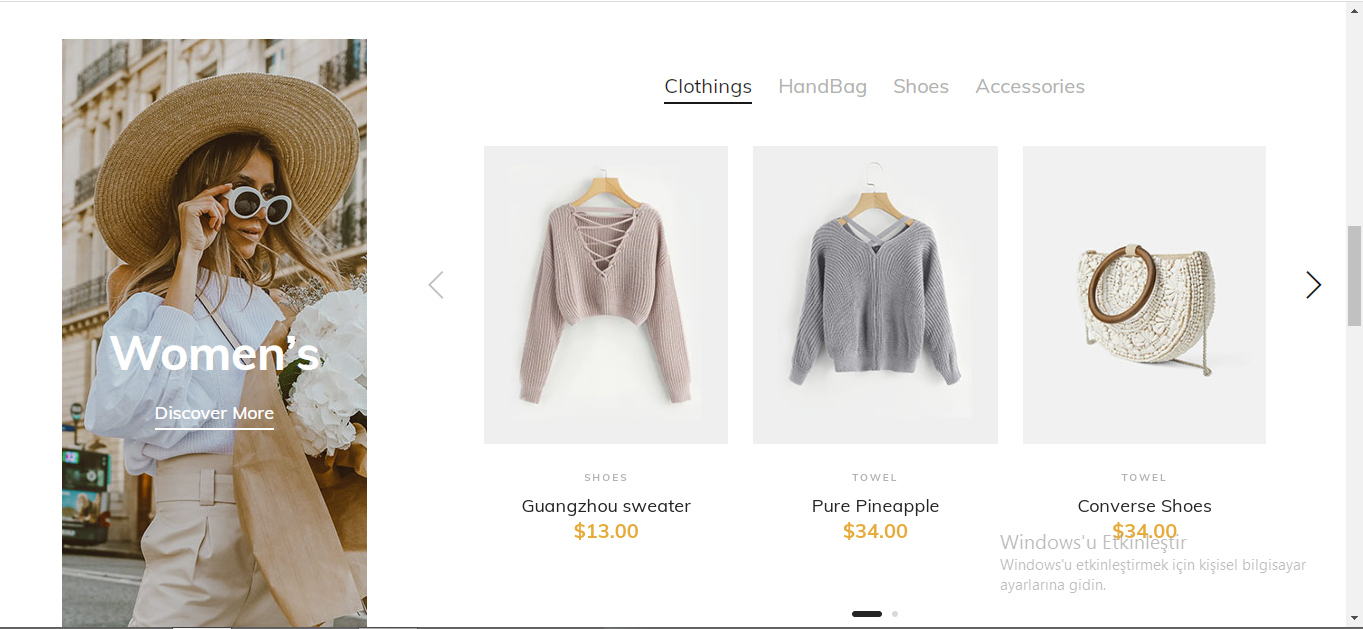 Clothings HandBag Shoes Accessories
Women's
Discover More
SHOES
Guangzhou sweater
$13.00
TOWEL
Pure Pineapple
$34.00
TOWEL
Converse Shoes
$34.00
Windows'u Etkinleştir
Windows'u etkinleştirmek için kişisel bilgisayar
ayarlarına gidin.